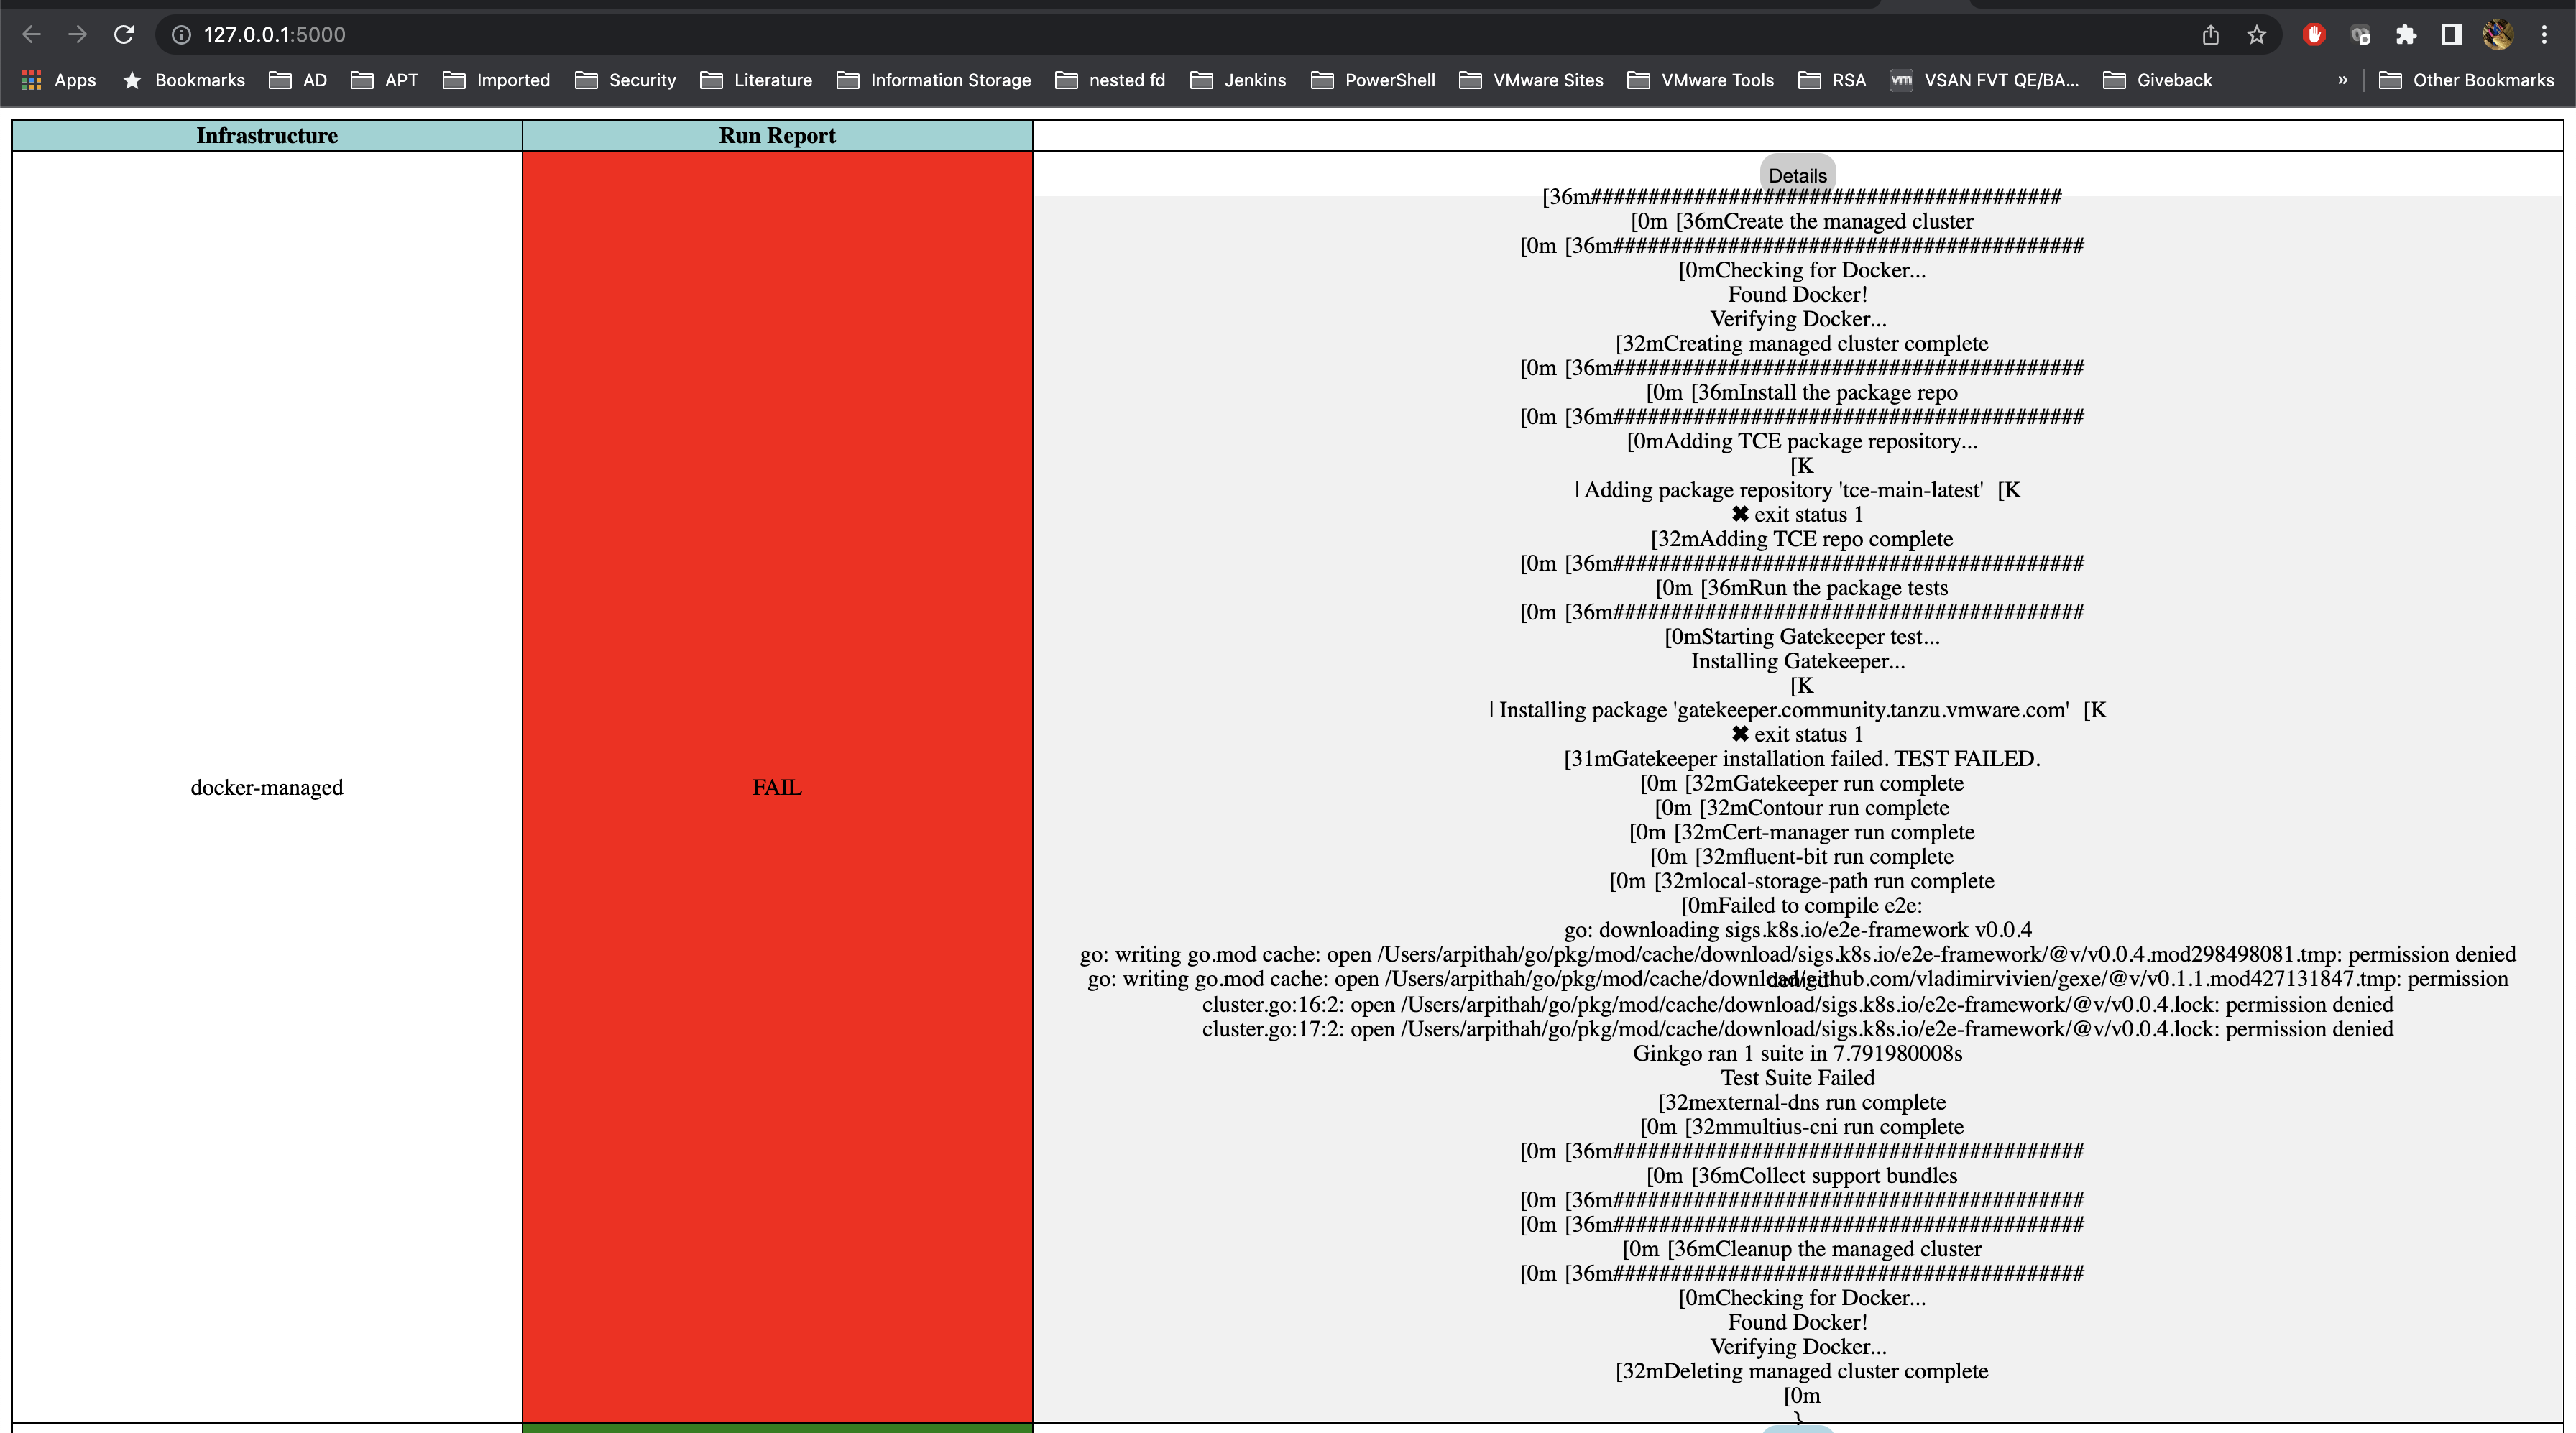 127.0.0.1:5000
Apps Bookmarks AD APT Imported Security Literature Information Storage nested fd Jenkins PowerShell VMware Sites VMware Tools RSA vm VSAN FVT QE/BA... Giveback » Other Bookmarks
Infrastructure Run Report
Details
[36m#########################################
[0m [36mCreate the managed cluster
[0m [36m#########################################
[0mChecking for Docker...
Found Docker!
Verifying Docker...
[32mCreating managed cluster complete
[0m [36m#########################################
[0m [36mInstall the package repo
[0m [36m#########################################
[0mAdding TCE package repository...
[K
| Adding package repository 'tce-main-latest' [K
✖ exit status 1
[32mAdding TCE repo complete
[0m [36m#########################################
[0m [36mRun the package tests
[0m [36m#########################################
[0mStarting Gatekeeper test...
Installing Gatekeeper...
[K
| Installing package 'gatekeeper.community.tanzu.vmware.com' [K
✖ exit status 1
[31mGatekeeper installation failed. TEST FAILED.
docker-managed FAIL [0m [32mGatekeeper run complete
[0m [32mContour run complete
[0m [32mCert-manager run complete
[0m [32mfluent-bit run complete
[0m [32mlocal-storage-path run complete
[0mFailed to compile e2e:
go: downloading sigs.k8s.io/e2e-framework v0.0.4
go: writing go.mod cache: open /Users/arpithah/go/pkg/mod/cache/download/sigs.k8s.io/e2e-framework/@v/v0.0.4.mod298498081.tmp: permission denied
go: writing go.mod cache: open /Users/arpithah/go/pkg/mod/cache/download/github.com/vladimirvivien/gexe/@v/v0.1.1.mod427131847.tmp: permission
denied
cluster.go:16:2: open /Users/arpithah/go/pkg/mod/cache/download/sigs.k8s.io/e2e-framework/@v/v0.0.4.lock: permission denied
cluster.go:17:2: open /Users/arpithah/go/pkg/mod/cache/download/sigs.k8s.io/e2e-framework/@v/v0.0.4.lock: permission denied
Ginkgo ran 1 suite in 7.791980008s
Test Suite Failed
[32mexternal-dns run complete
[0m [32mmultius-cni run complete
[0m [36m#########################################
[0m [36mCollect support bundles
[0m [36m#########################################
[0m [36m#########################################
[0m [36mCleanup the managed cluster
[0m [36m#########################################
[0mChecking for Docker...
Found Docker!
Verifying Docker...
[32mDeleting managed cluster complete
[0m
}